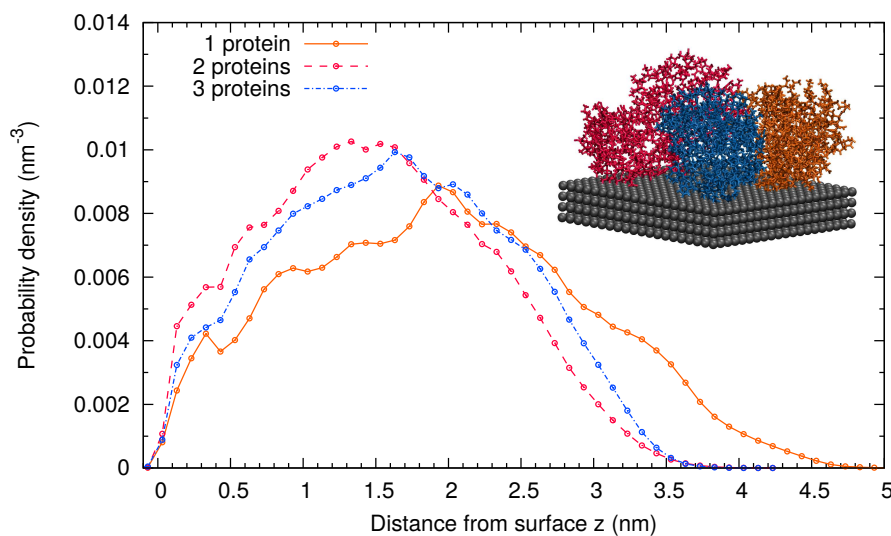 0.014
0.012
0.01
0.008
0.006
0.004
0.002
0
Probability density (nm-3)
1 protein
2 proteins
3 proteins
0 0.5 1 1.5 2 2.5 3 3.5 4 4.5 5
Distance from surface z (nm)